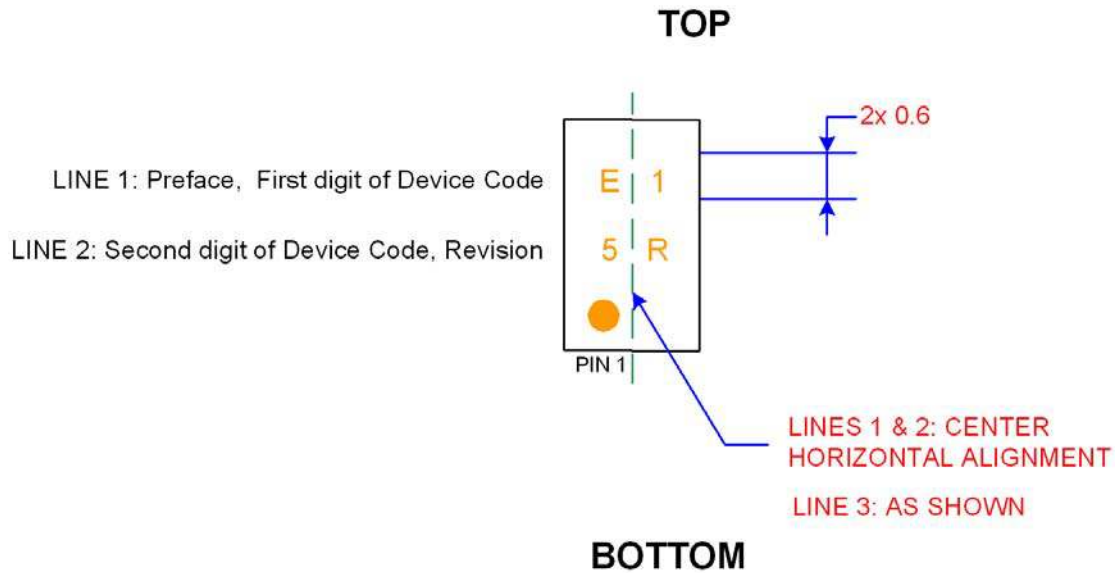 TOP
2x 0.6
LINE 1: Preface, First digit of Device Code
E 1
LINE 2: Second digit of Device Code, Revision
5 R
PIN 1
LINES 1 & 2: CENTER
HORIZONTAL ALIGNMENT
LINE 3: AS SHOWN
BOTTOM